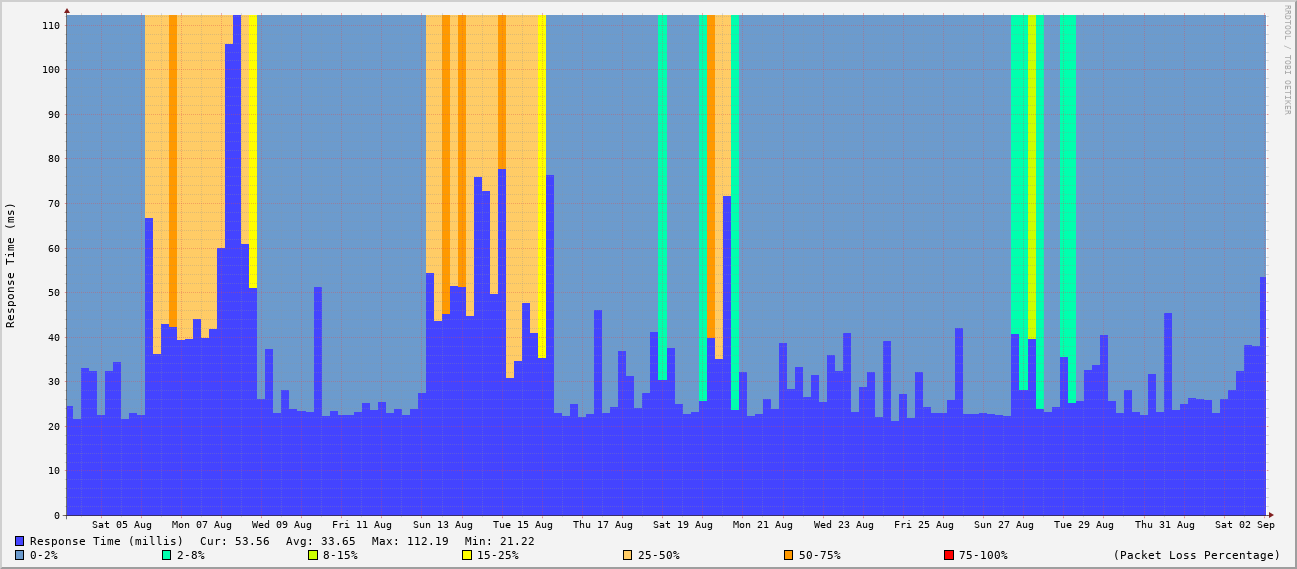 RRDTOOL / TOBI OETIKER
Response Time (ms)
110
100
90
80
70
60
50
40
30
20
10
0
Sat 05 Aug Mon 07 Aug Wed 09 Aug Fri 11 Aug Sun 13 Aug Tue 15 Aug Thu 17 Aug Sat 19 Aug Mon 21 Aug Wed 23 Aug Fri 25 Aug Sun 27 Aug Tue 29 Aug Thu 31 Aug Sat 02 Sep
Response Time (millis) Cur: 53.56 Avg: 33.65 Max: 112.19 Min: 21.22
0-2% 2-8% 8-15% 15-25% 25-50% 50-75% 75-100% (Packet Loss Percentage)